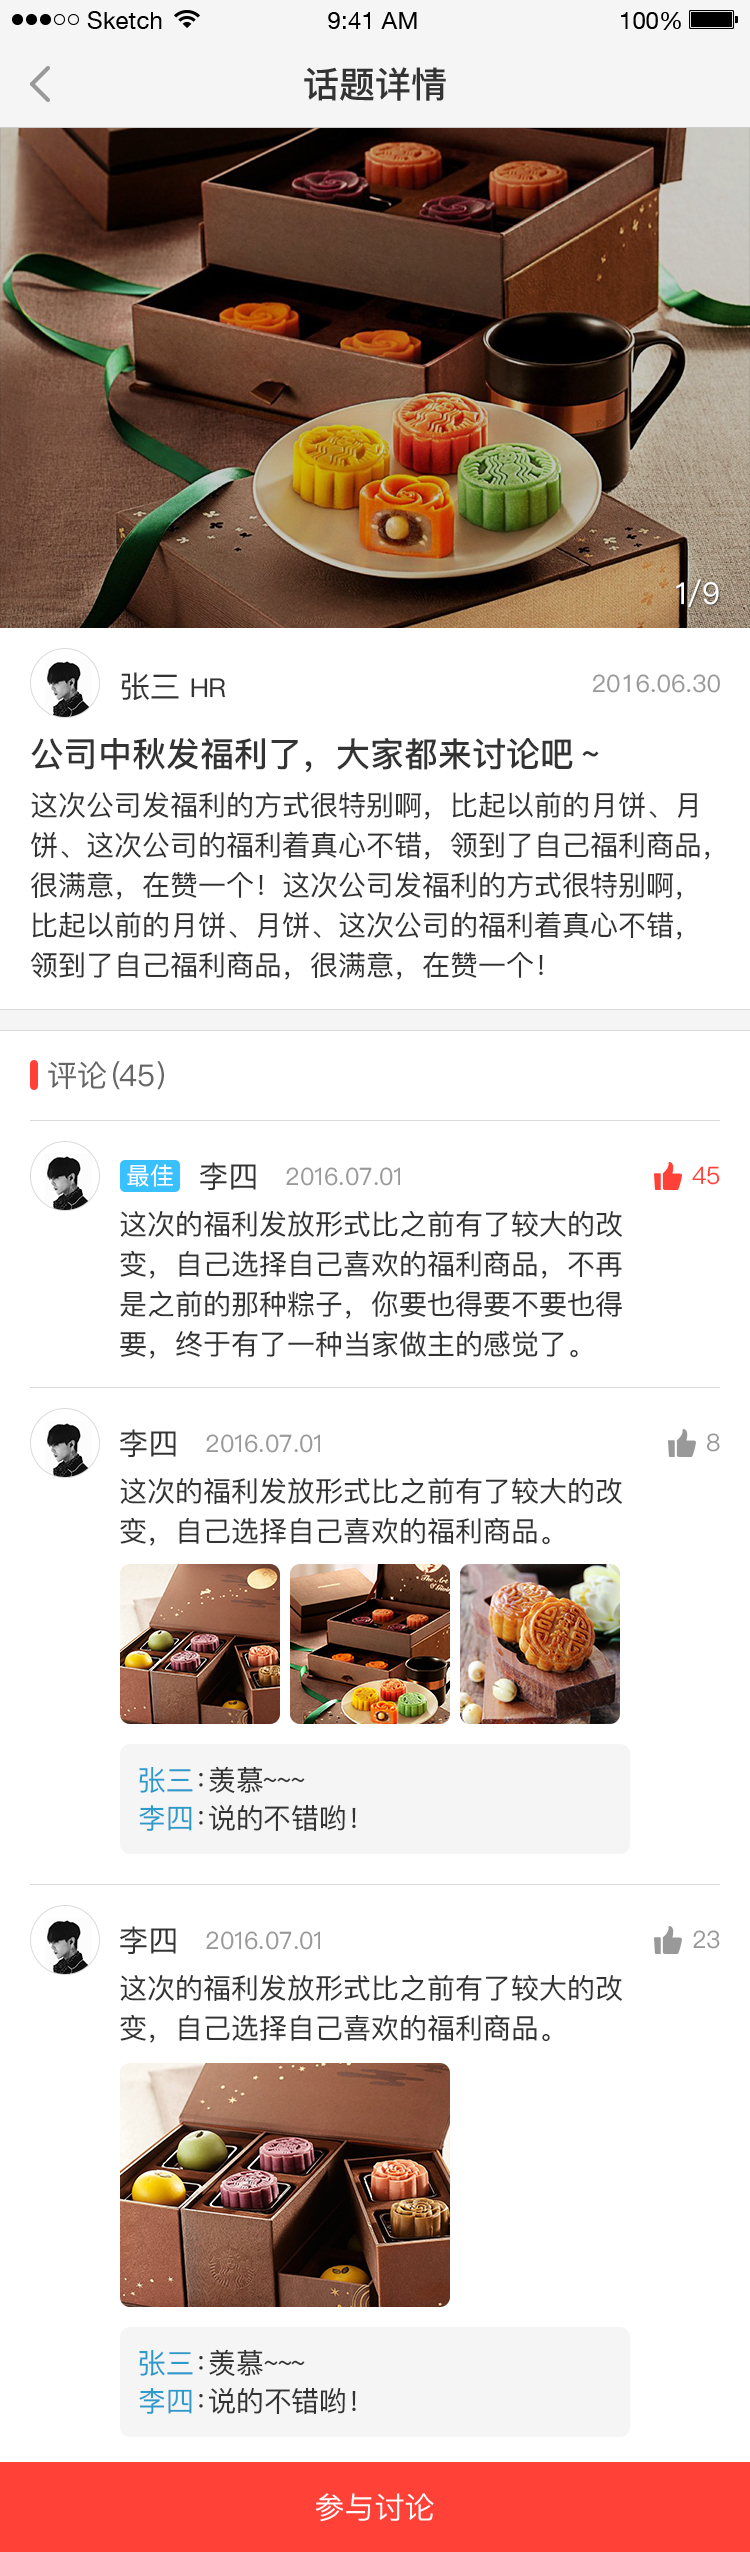 Sketch 9:41 AM 100%
话题详情
1/9
张三 HR 2016.06.30
公司中秋发福利了，大家都来讨论吧～
这次公司发福利的方式很特别啊，比起以前的月饼、月
饼、这次公司的福利着真心不错，领到了自己福利商品，
很满意，在赞一个！这次公司发福利的方式很特别啊，
比起以前的月饼、月饼、这次公司的福利着真心不错，
领到了自己福利商品，很满意，在赞一个！
评论(45)
最佳 李四 2016.07.01 45
这次的福利发放形式比之前有了较大的改
变，自己选择自己喜欢的福利商品，不再
是之前的那种粽子，你要也得要不要也得
要，终于有了一种当家做主的感觉了。
李四 2016.07.01 8
这次的福利发放形式比之前有了较大的改
变，自己选择自己喜欢的福利商品。
The Art
张三:羡慕~~~
李四:说的不错哟！
李四 2016.07.01 23
这次的福利发放形式比之前有了较大的改
变，自己选择自己喜欢的福利商品。
张三:羡慕~~~
李四:说的不错哟！
参与讨论